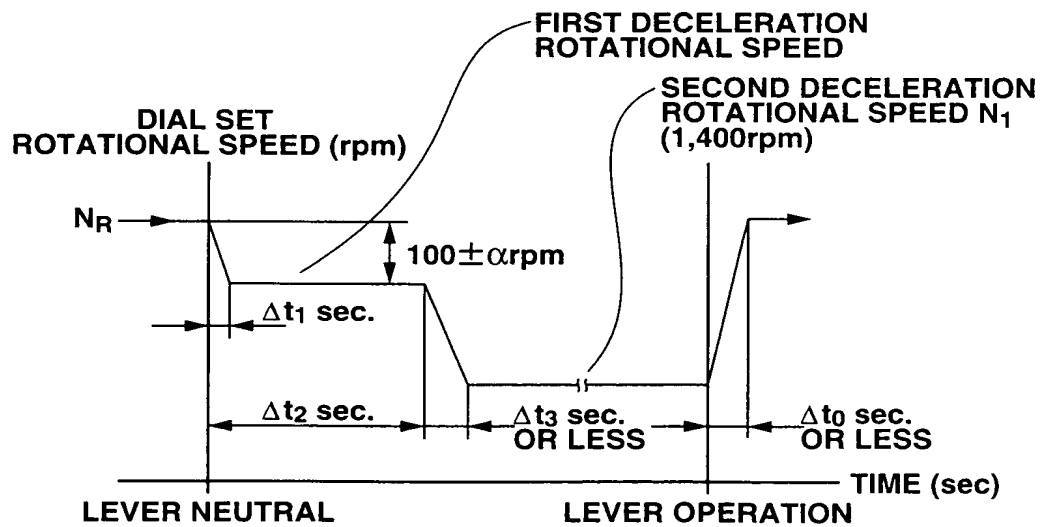 FIRST DECELERATION
ROTATIONAL SPEED
SECOND DECELERATION
ROTATIONAL SPEED N1
(1,400rpm)
DIAL SET
ROTATIONAL SPEED (rpm)
NR
100±αrpm
Δt1 sec.
Δt2 sec.
Δt3 sec.
OR LESS
Δt0 sec.
OR LESS
TIME (sec)
LEVER NEUTRAL
LEVER OPERATION